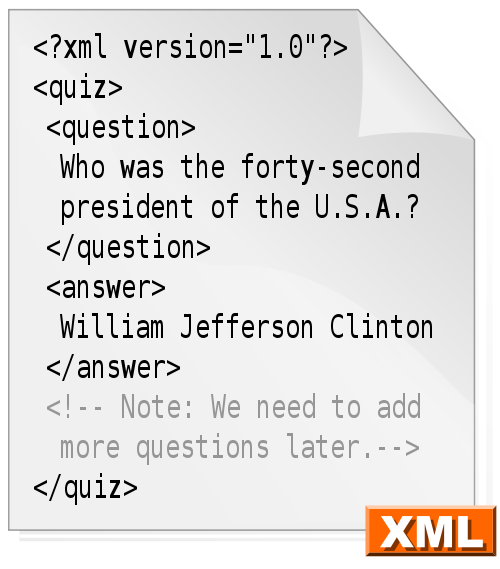 <?xml version="1.0"?>
<quiz>
<question>
Who was the forty-second
president of the U.S.A.?
</question>
<answer>
William Jefferson Clinton
</answer>
<!-- Note: We need to add
more questions later.-->
</quiz>
XML